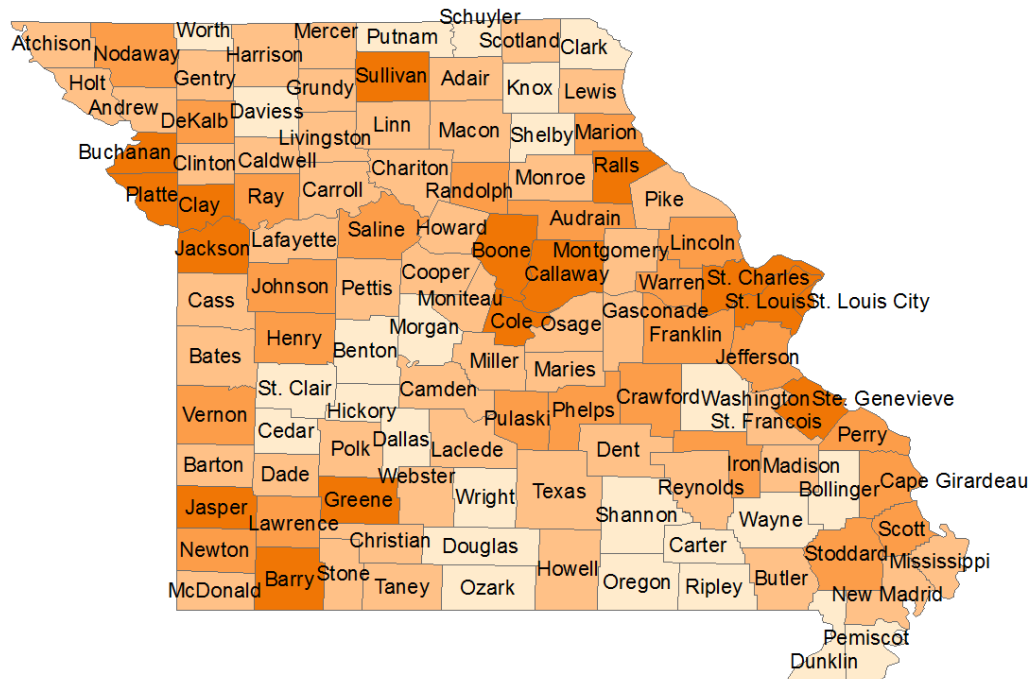 Schuyler
Atchison
Nodaway
Worth
Harrison
Mercer
Putnam
Scotland
Clark
Holt
Gentry
Grundy
Sullivan
Adair
Knox
Lewis
Andrew
DeKalb
Daviess
Livingston
Linn
Macon
Shelby
Marion
Buchanan
Clinton
Caldwell
Chariton
Monroe
Ralls
Platte
Clay
Ray
Carroll
Randolph
Pike
Audrain
Jackson
Lafayette
Saline
Howard
Boone
Callaway
Montgomery
Lincoln
Cass
Johnson
Pettis
Cooper
Moniteau
Cole
Osage
Gasconade
Warren
St. Charles
St. Louis
St. Louis City
Bates
Henry
Benton
Morgan
Miller
Maries
Franklin
Jefferson
St. Clair
Hickory
Camden
Pulaski
Phelps
Crawford
Washington
St. Francois
Ste. Genevieve
Vernon
Cedar
Polk
Dallas
Laclede
Dent
Iron
Madison
Perry
Barton
Dade
Webster
Wright
Texas
Reynolds
Bollinger
Cape Girardeau
Jasper
Greene
Shannon
Wayne
Lawrence
Christian
Douglas
Carter
Scott
Newton
Barry
Stone
Taney
Ozark
Howell
Oregon
Ripley
Butler
Stoddard
Mississippi
McDonald
New Madrid
Pemiscot
Dunklin